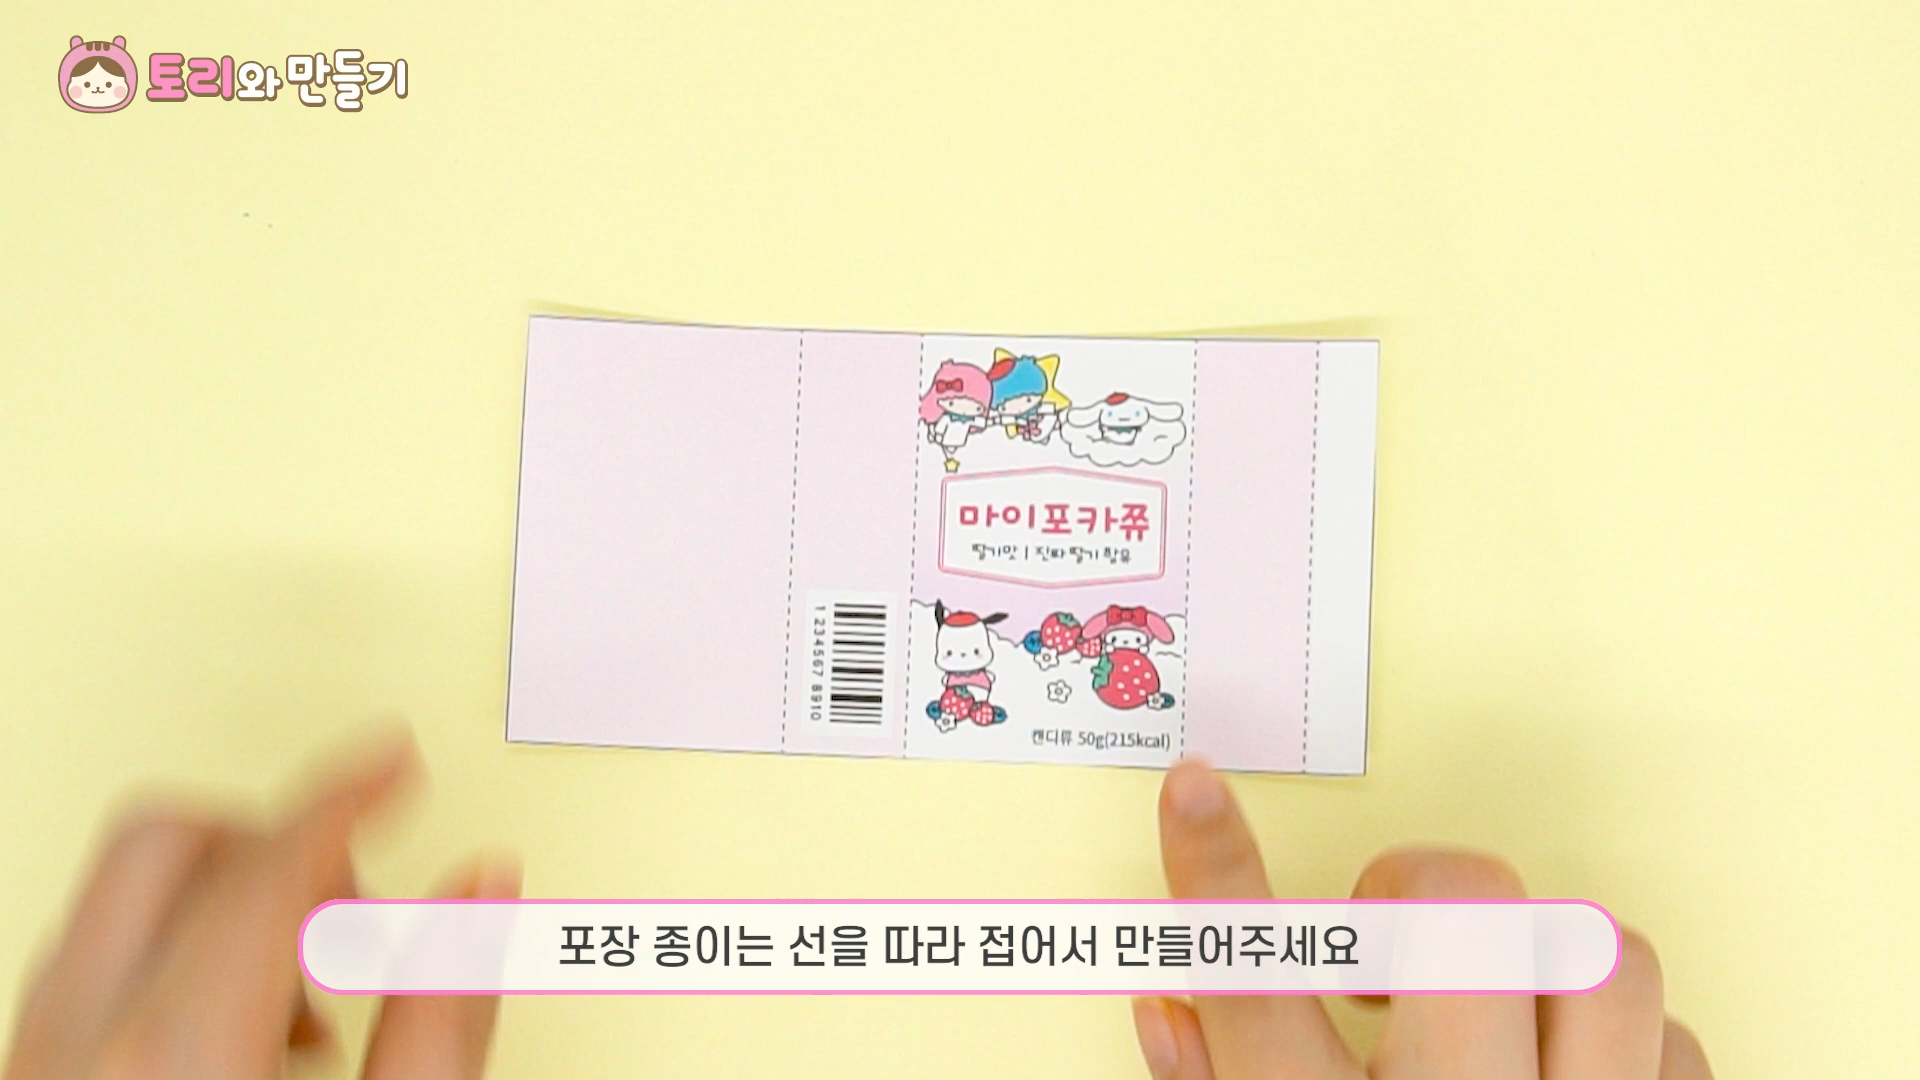 토리와 만들기
마이포카쮸
딸기맛 | 진짜 딸기 함유
1 234567 8910
캔디류 50g(215kcal)
포장 종이는 선을 따라 접어서 만들어주세요